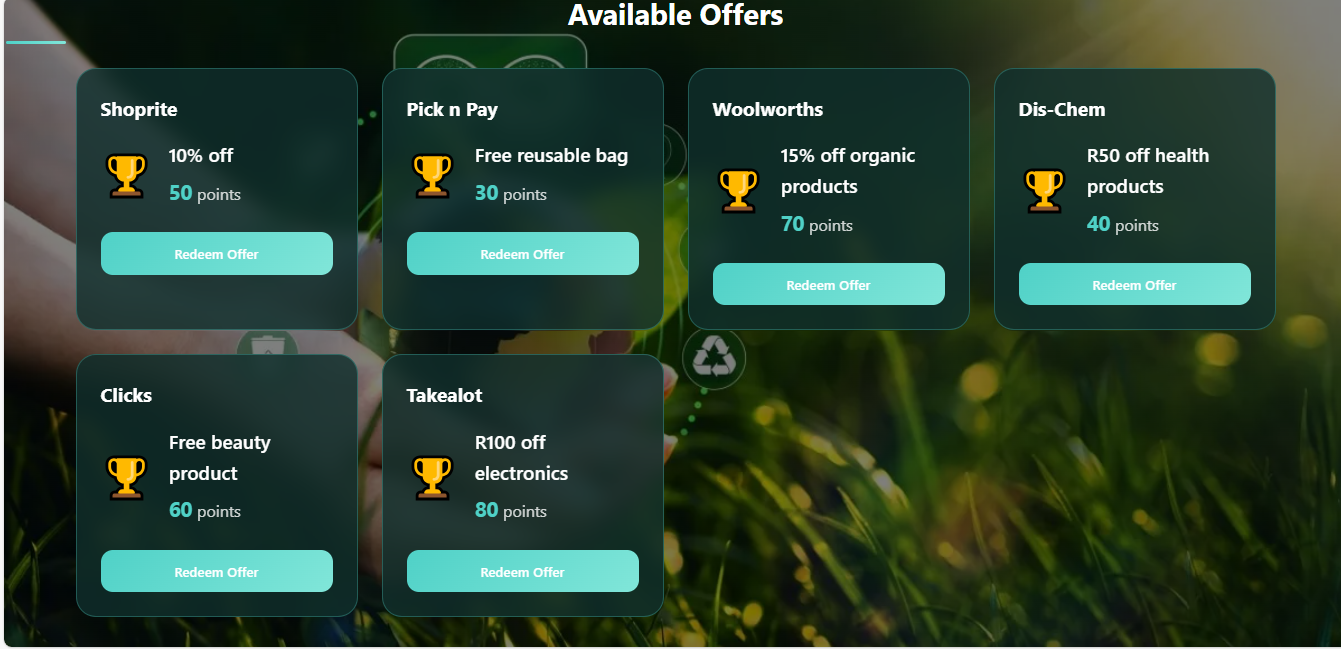 Available Offers
Shoprite
10% off
50 points
Redeem Offer
Pick n Pay
Free reusable bag
30 points
Redeem Offer
Woolworths
15% off organic
products
70 points
Redeem Offer
Dis-Chem
R50 off health
products
40 points
Redeem Offer
Clicks
Free beauty
product
60 points
Redeem Offer
Takealot
R100 off
electronics
80 points
Redeem Offer